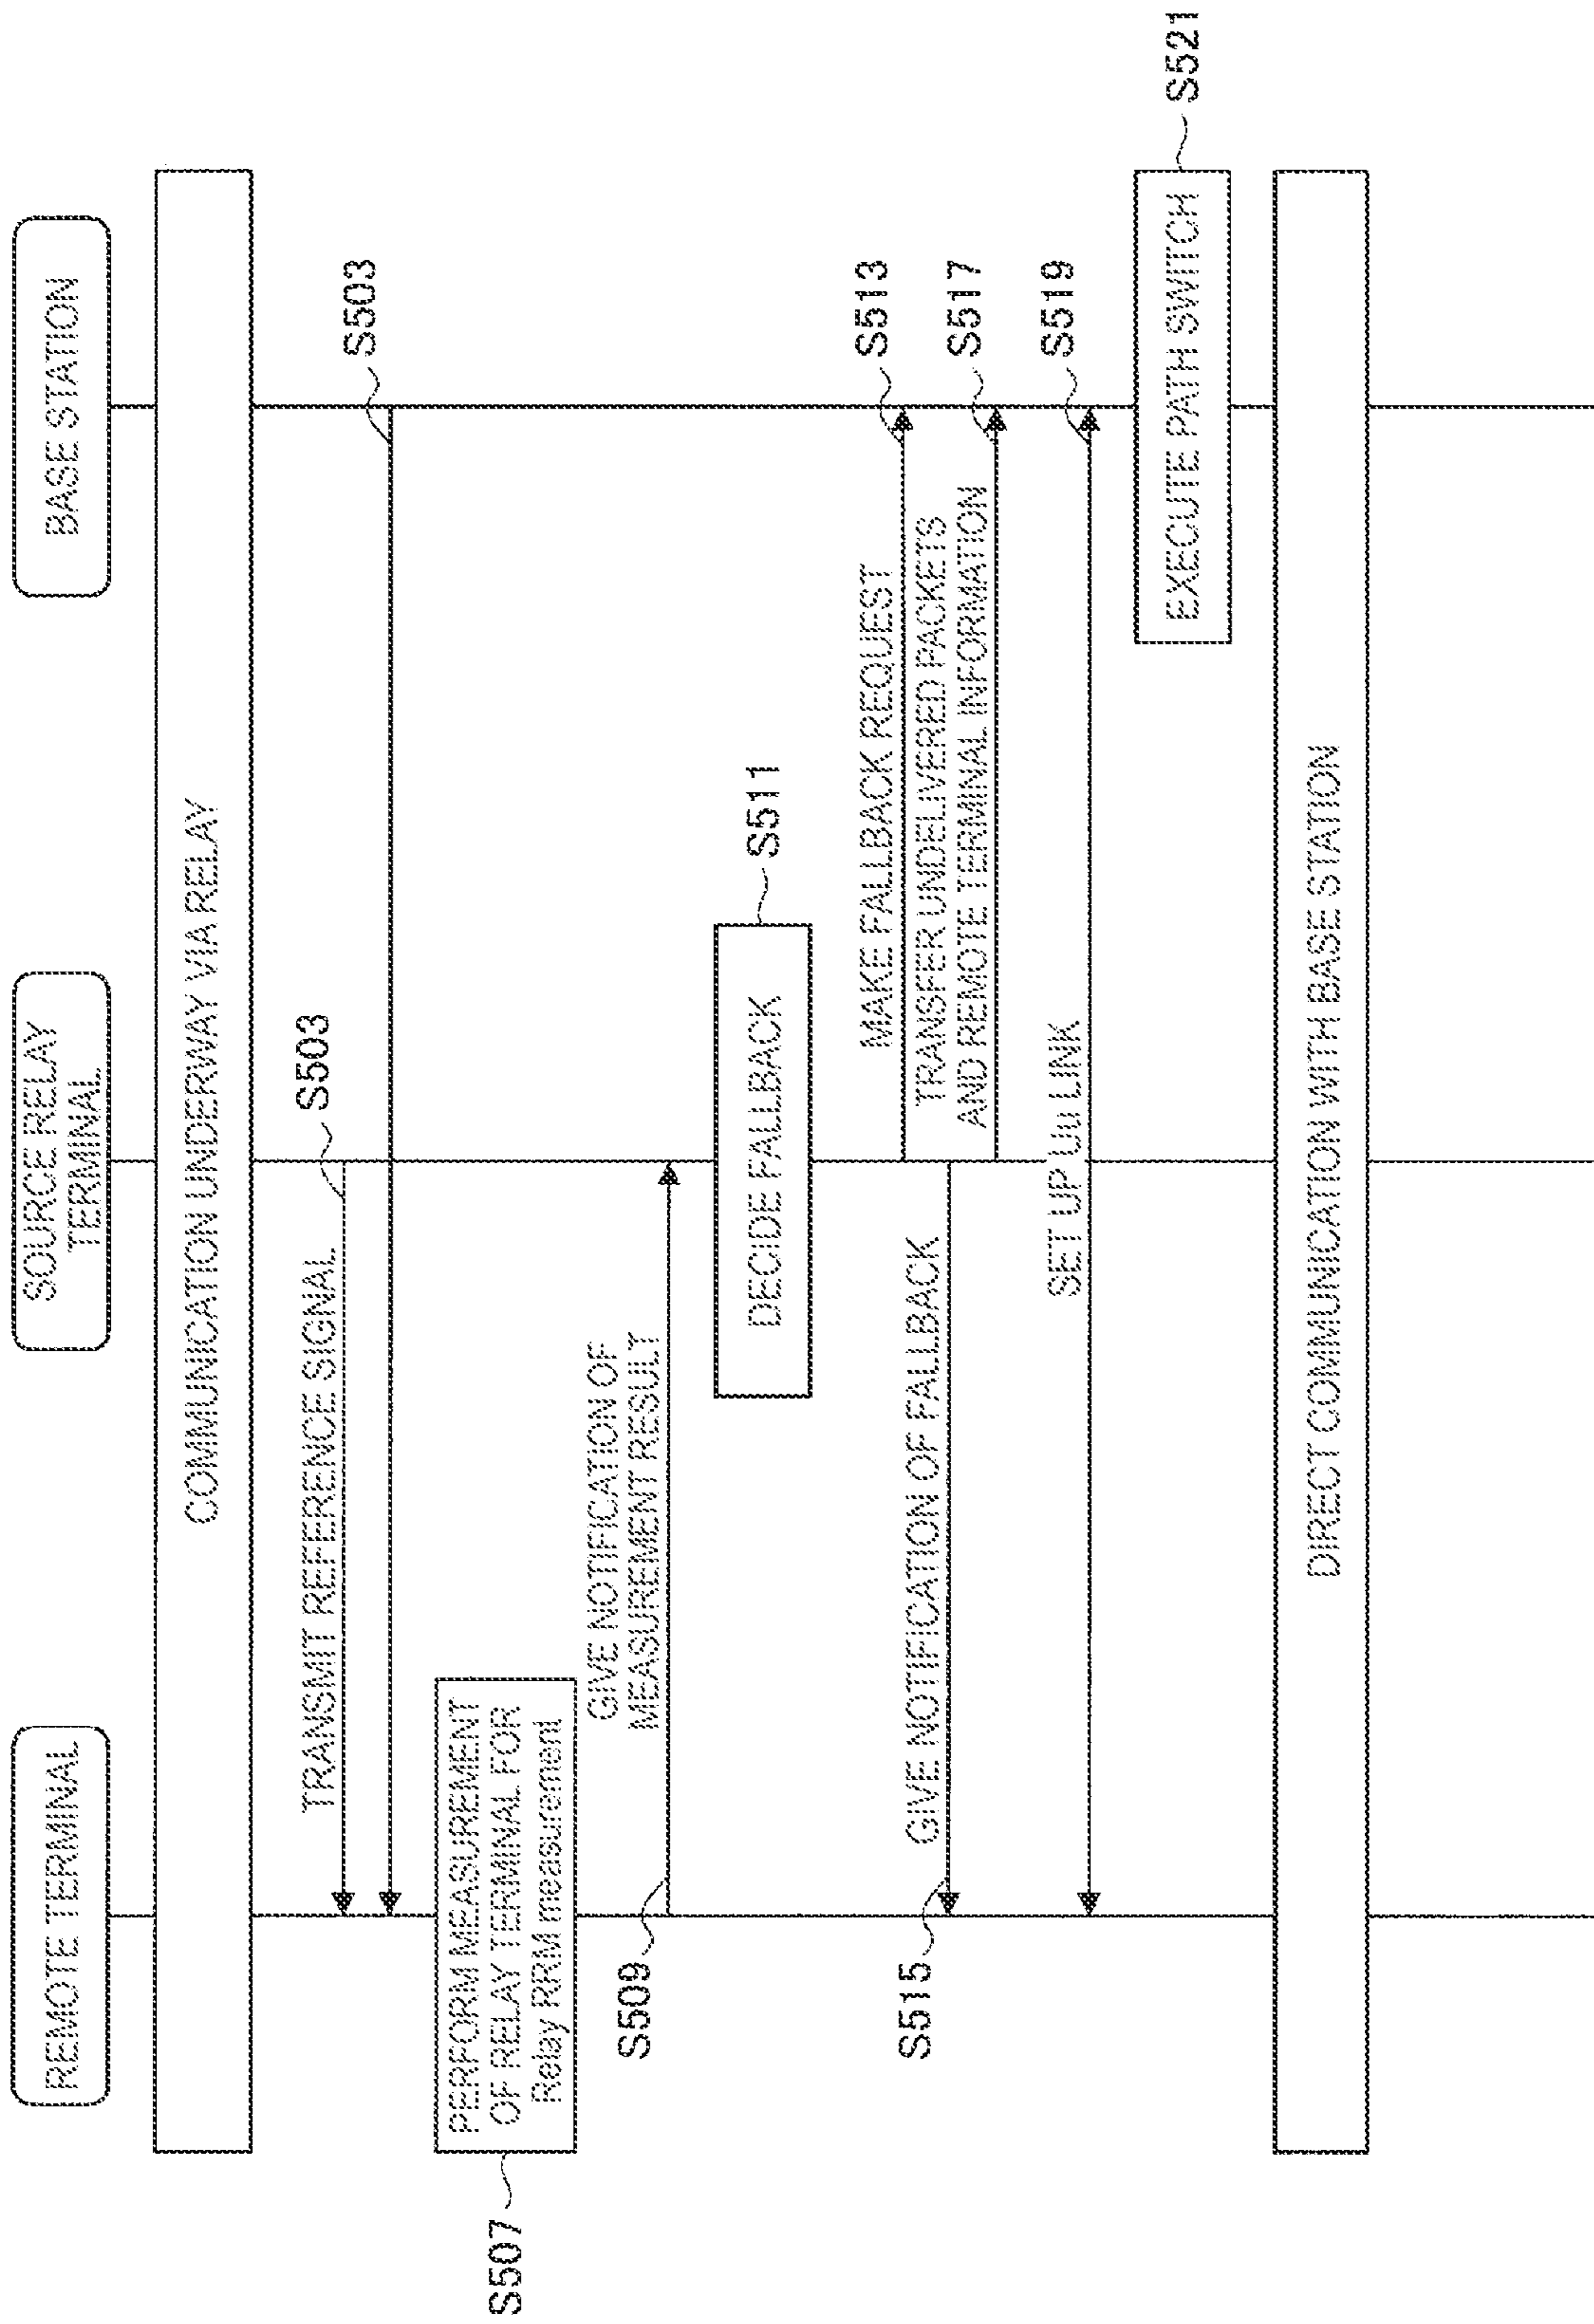 REMOTE TERMINAL
SOURCE RELAY
TERMINAL
BASE STATION
COMMUNICATION UNDERWAY VIA RELAY
S503
TRANSMIT REFERENCE SIGNAL
S503
S507
PERFORM MEASUREMENT
OF RELAY TERMINAL FOR
Relay RRM measurement
GIVE NOTIFICATION OF
MEASUREMENT RESULT
S509
DECIDE FALLBACK
S511
MAKE FALLBACK REQUEST
S513
GIVE NOTIFICATION OF FALLBACK
S515
TRANSFER UNDELIVERED PACKETS
AND REMOTE TERMINAL INFORMATION
S517
SET UP Uu LINK
S519
EXECUTE PATH SWITCH
S521
DIRECT COMMUNICATION WITH BASE STATION